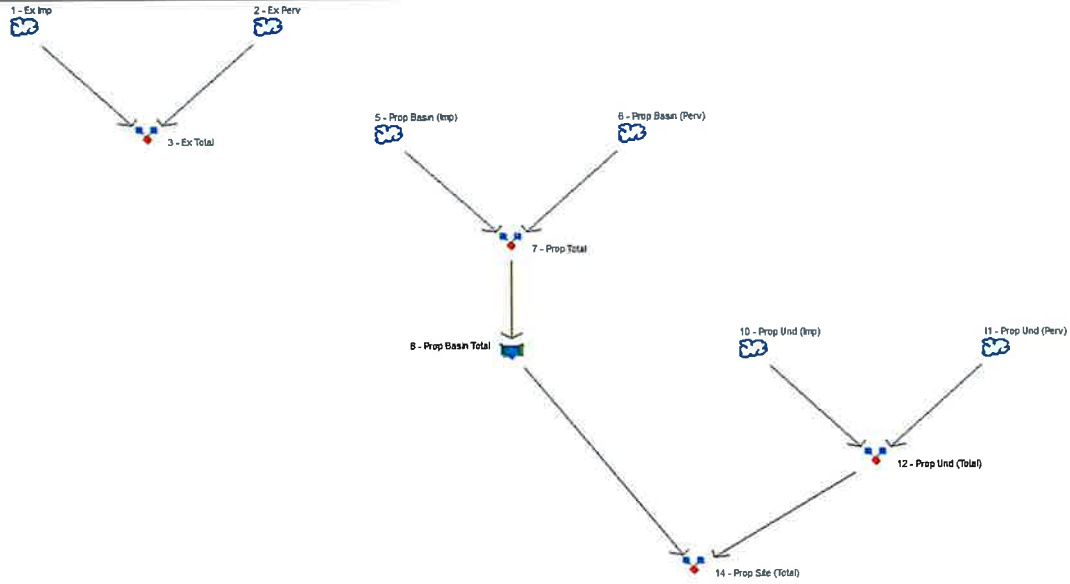 1 - Ex Imp
2 - Ex Perv
3 - Ex Total
5 - Prop Basin (Imp)
6 - Prop Basin (Perv)
7 - Prop Total
8 - Prop Basin Total
10 - Prop Und (Imp)
11 - Prop Und (Perv)
12 - Prop Und (Total)
14 - Prop Site (Total)